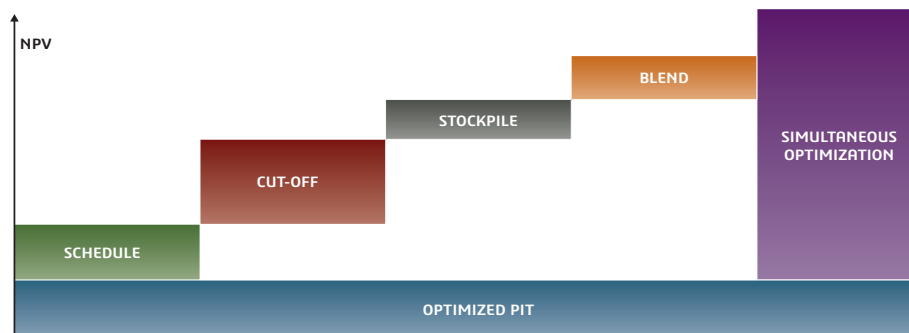 NPV
BLEND
STOCKPILE
SIMULTANEOUS
OPTIMIZATION
CUT-OFF
SCHEDULE
OPTIMIZED PIT